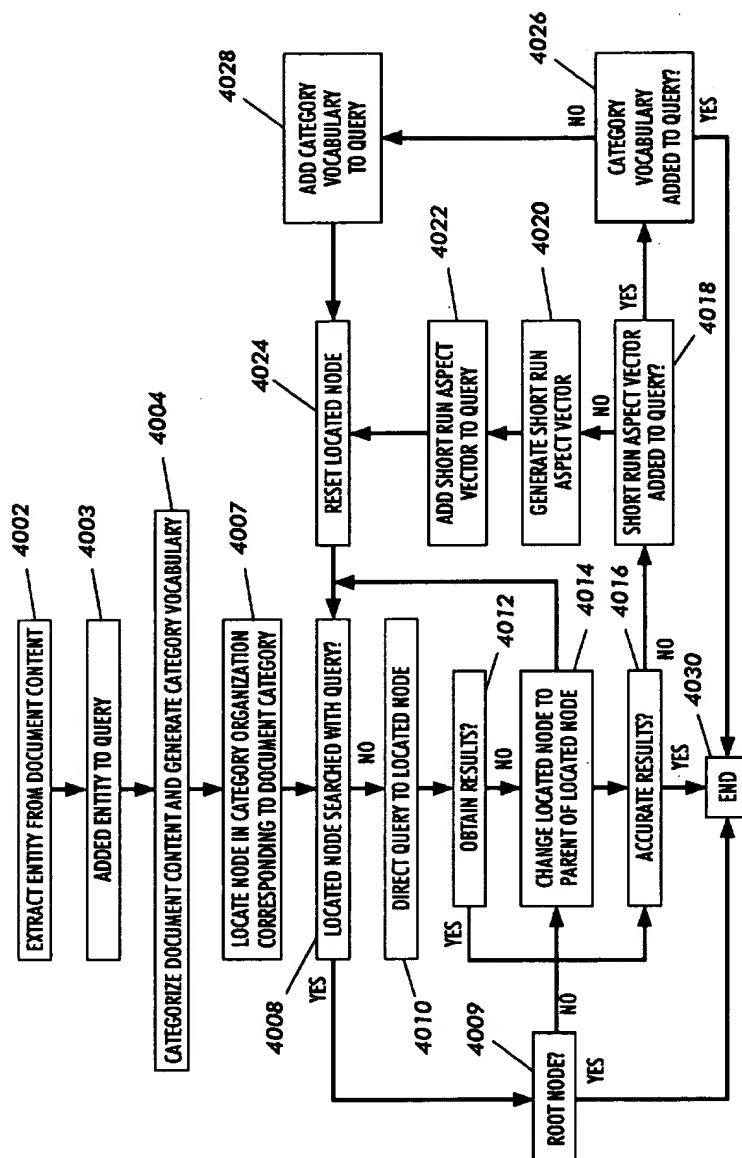 4002
EXTRACT ENTITY FROM DOCUMENT CONTENT
4003
ADDED ENTITY TO QUERY
4004
CATEGORIZE DOCUMENT CONTENT AND GENERATE CATEGORY VOCABULARY
4007
LOCATE NODE IN CATEGORY ORGANIZATION
CORRESPONDING TO DOCUMENT CATEGORY
4008
LOCATED NODE SEARCHED WITH QUERY?
YES
NO
4010
DIRECT QUERY TO LOCATED NODE
4012
OBTAIN RESULTS?
YES
NO
4009
ROOT NODE?
NO
YES
4014
CHANGE LOCATED NODE TO
PARENT OF LOCATED NODE
4016
ACCURATE RESULTS?
NO
YES
4030
END
4024
RESET LOCATED NODE
4022
ADD SHORT RUN ASPECT
VECTOR TO QUERY
4020
GENERATE SHORT RUN
ASPECT VECTOR
NO
4018
SHORT RUN ASPECT VECTOR
ADDED TO QUERY?
YES
4028
ADD CATEGORY
VOCABULARY
TO QUERY
NO
4026
CATEGORY
VOCABULARY
ADDED TO QUERY?
YES